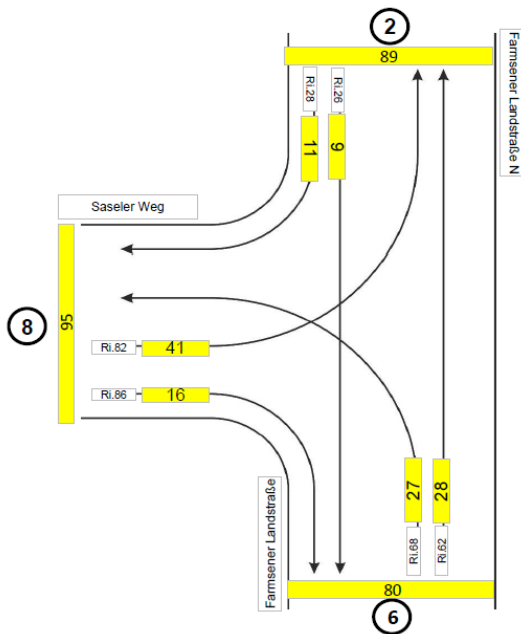 2
89
Farmsener Landstraße N
Ri.28
Ri.26
11
9
Saseler Weg
8
95
Ri.82
41
Ri.86
16
27
28
Ri.68
Ri.62
Farmsener Landstraße
80
6